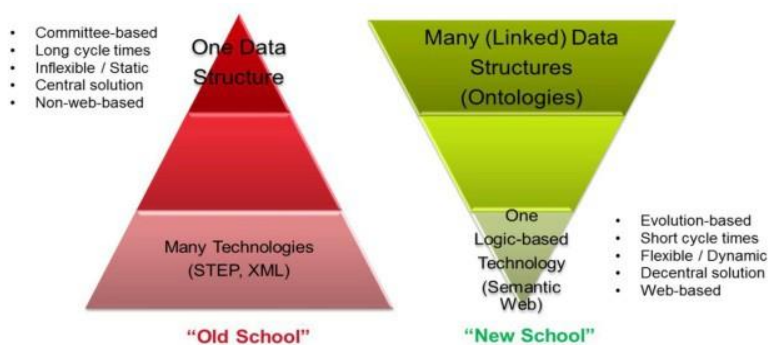 • Committee-based
• Long cycle times
• Inflexible / Static
• Central solution
• Non-web-based
One Data
Structure
Many Technologies
(STEP, XML)
“Old School”
Many (Linked) Data
Structures
(Ontologies)
One
Logic-based
Technology
(Semantic
Web)
• Evolution-based
• Short cycle times
• Flexible / Dynamic
• Decentral solution
• Web-based
“New School”